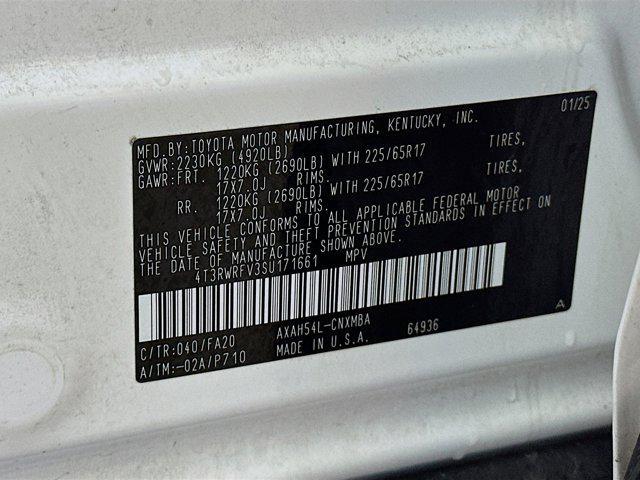 01/25
MFD.BY:TOYOTA MOTOR MANUFACTURING, KENTUCKY, INC.
GVWR:2230KG (4920LB)
GAWR:FRT. 1220KG (2690LB) WITH 225/65R17 TIRES,
17X7.0J RIMS.
RR. 1220KG (2690LB) WITH 225/65R17 TIRES,
17X7.0J RIMS.
THIS VEHICLE CONFORMS TO ALL APPLICABLE FEDERAL MOTOR
VEHICLE SAFETY AND THEFT PREVENTION STANDARDS IN EFFECT ON
THE DATE OF MANUFACTURE SHOWN ABOVE.
4T3RWRFV3SU171661 MPV
C/TR:040/FA20 AXAH54L-CNXMBA 64936 A
A/TM:-02A/P710 MADE IN U.S.A.